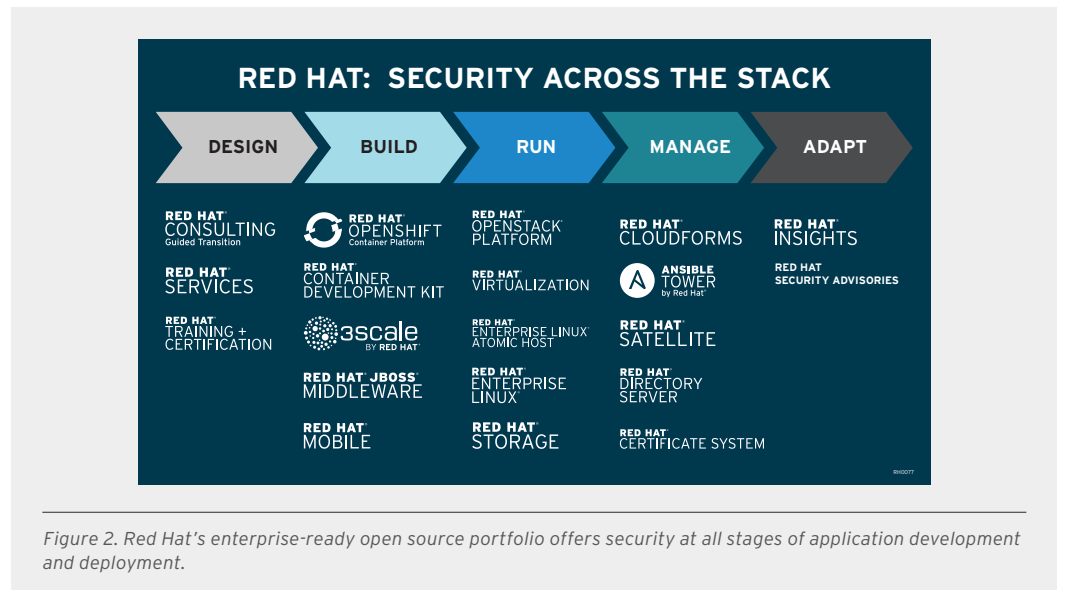 RED HAT: SECURITY ACROSS THE STACK
DESIGN
BUILD
RUN
MANAGE
ADAPT
RED HAT®
CONSULTING
Guided Transition
RED HAT®
SERVICES
RED HAT®
TRAINING +
CERTIFICATION
RED HAT®
OPENSHIFT
Container Platform
RED HAT®
CONTAINER
DEVELOPMENT KIT
3scale
BY RED HAT®
RED HAT® JBOSS®
MIDDLEWARE
RED HAT®
MOBILE
RED HAT®
OPENSTACK®
PLATFORM
RED HAT®
VIRTUALIZATION
RED HAT®
ENTERPRISE LINUX®
ATOMIC HOST
RED HAT®
ENTERPRISE
LINUX®
RED HAT®
STORAGE
RED HAT®
CLOUDFORMS
ANSIBLE
TOWER
by Red Hat®
RED HAT®
SATELLITE
RED HAT®
DIRECTORY
SERVER
RED HAT®
CERTIFICATE SYSTEM
RED HAT®
INSIGHTS
RED HAT
SECURITY ADVISORIES
RH0077
Figure 2. Red Hat's enterprise-ready open source portfolio offers security at all stages of application development
and deployment.